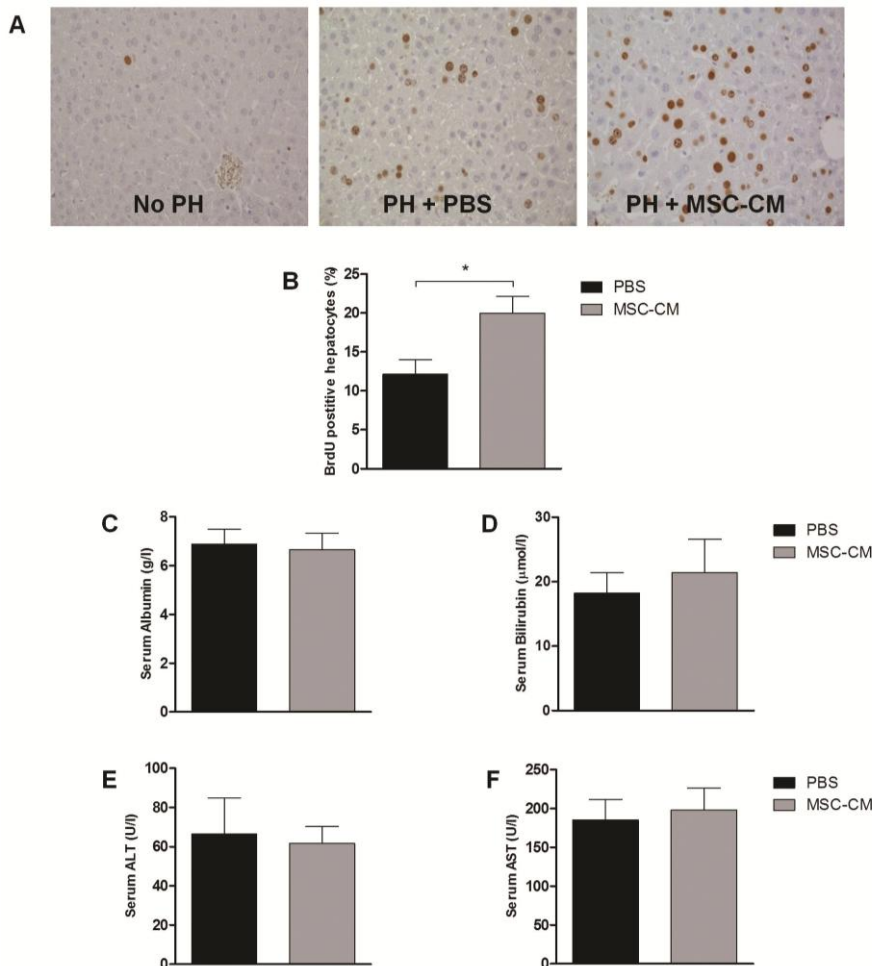 A
No PH
PH + PBS
PH + MSC-CM
B
BrdU postitive hepatocytes (%)
25
20
15
10
5
0
*
PBS
MSC-CM
C
Serum Albumin (g/l)
8
6
4
2
0
D
Serum Bilirubin (μmol/l)
30
20
10
0
PBS
MSC-CM
E
Serum ALT (U/l)
100
80
60
40
20
0
F
Serum AST (U/l)
250
200
150
100
50
0
PBS
MSC-CM